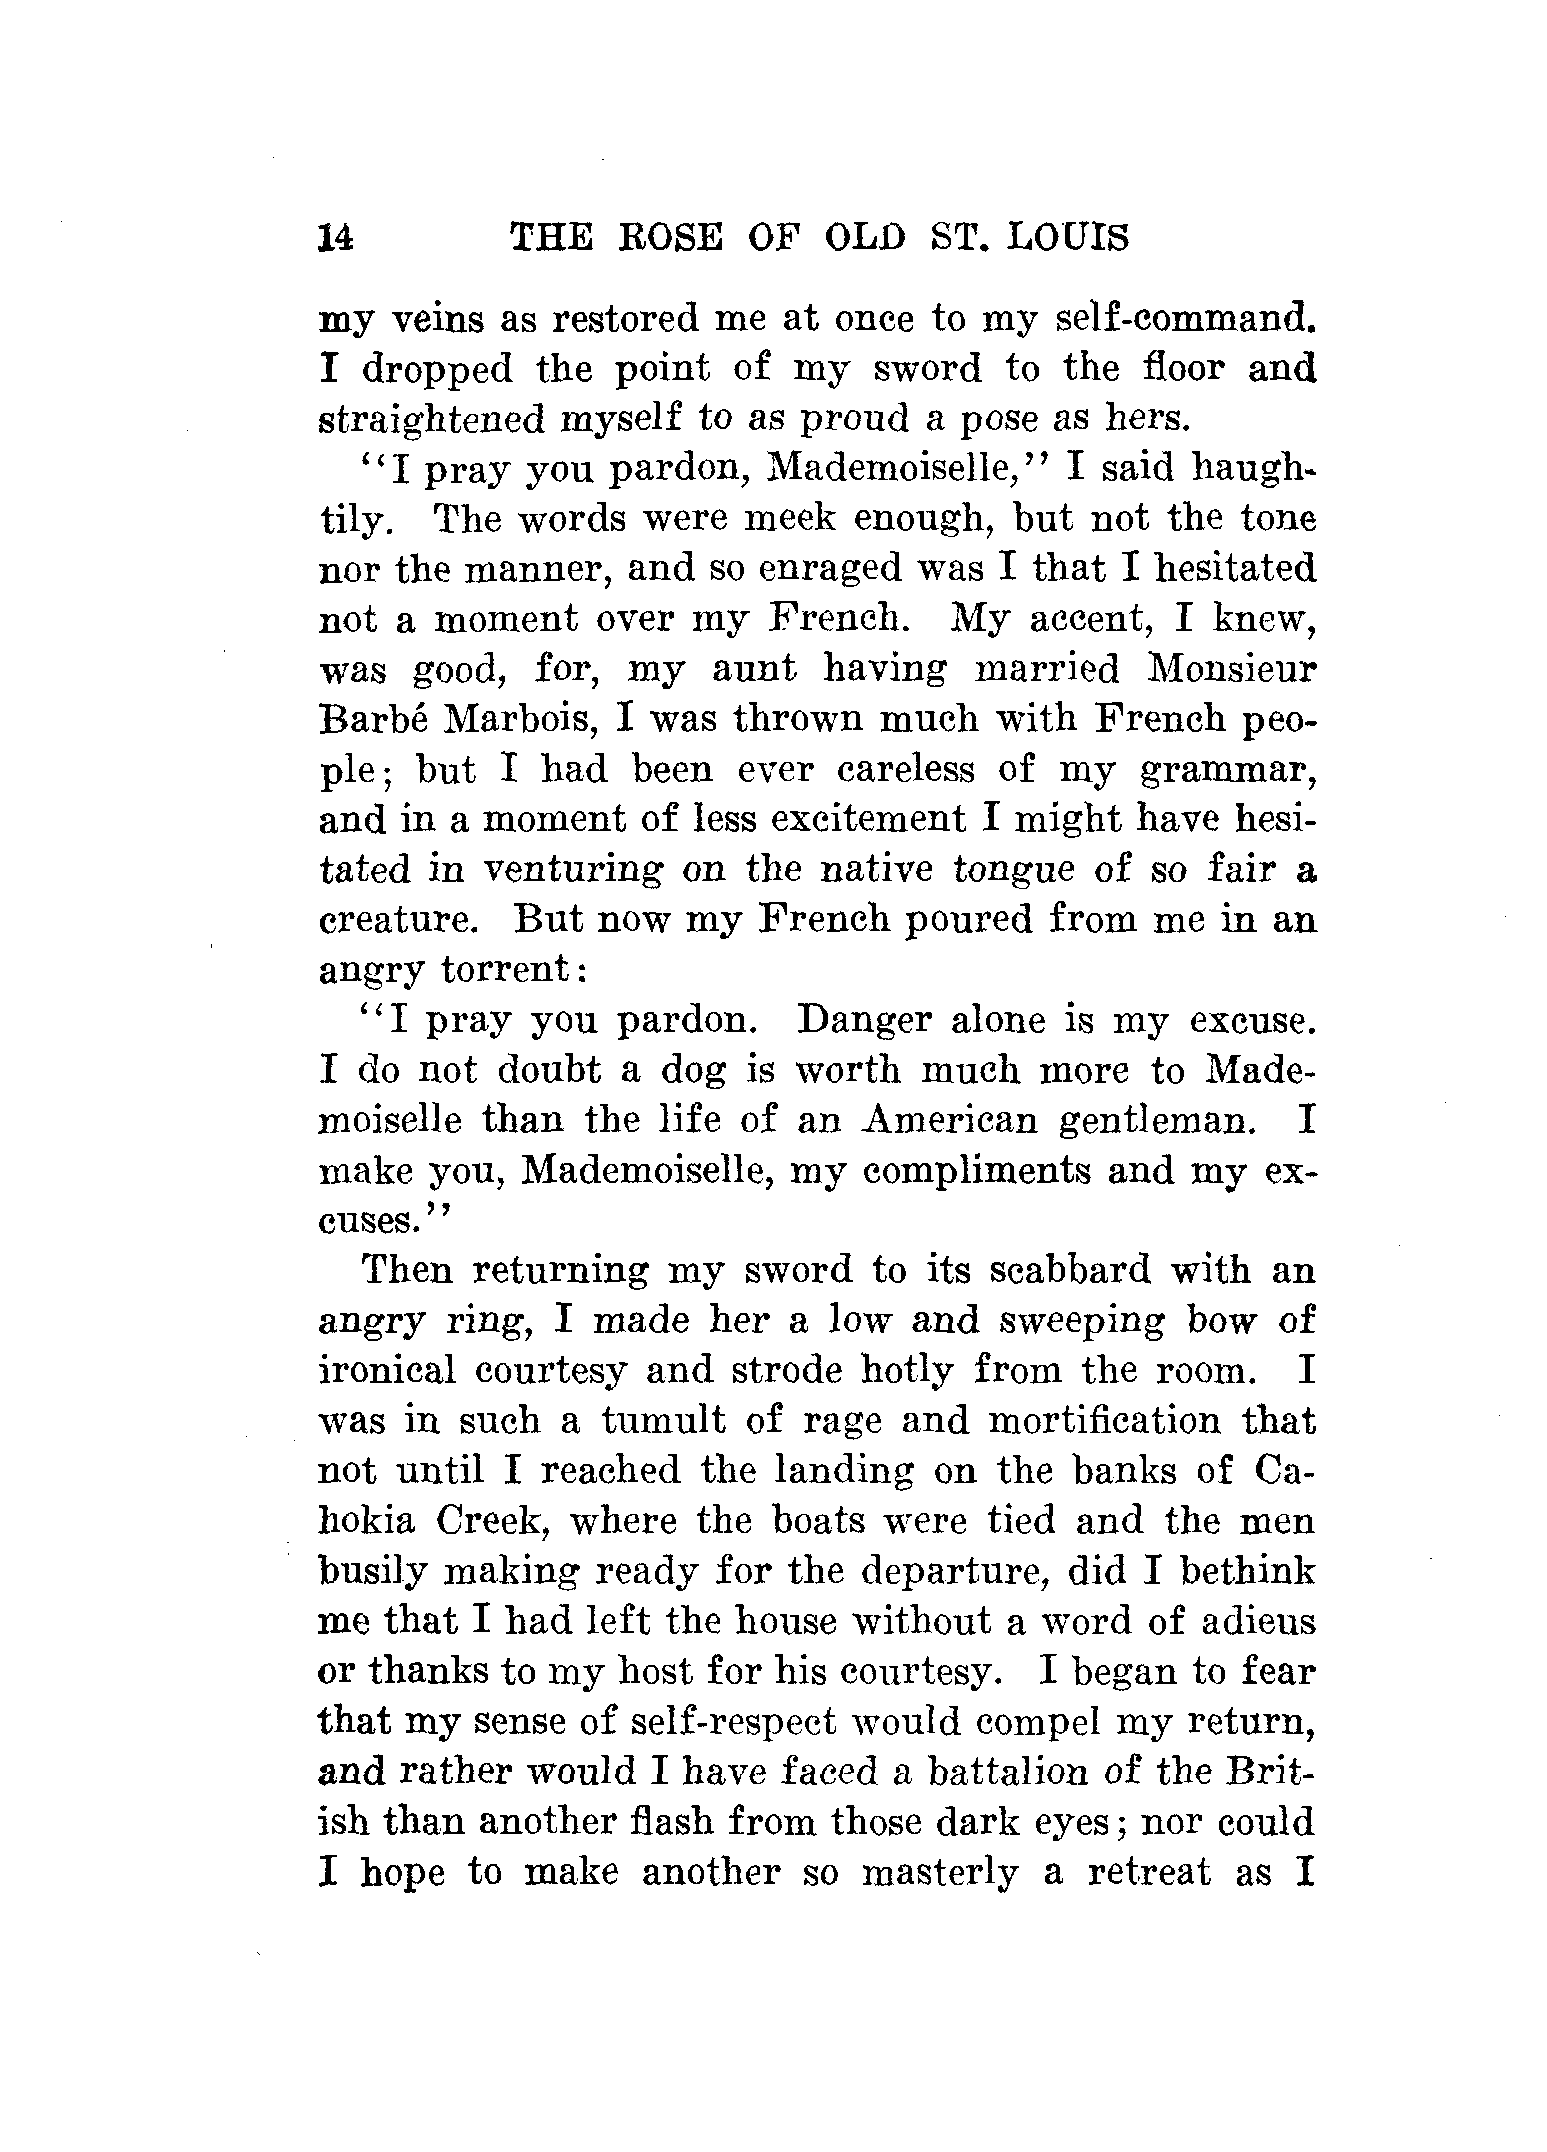 14 THE ROSE OF OLD ST. LOUIS
my veins as restored me at once to my self-command.
I dropped the point of my sword to the floor and
straightened myself to as proud a pose as hers.
"I pray you pardon, Mademoiselle," I said haugh-
tily. The words were meek enough, but not the tone
nor the manner, and so enraged was I that I hesitated
not a moment over my French. My accent, I knew,
was good, for, my aunt having married Monsieur
Barbé Marbois, I was thrown much with French peo-
ple; but I had been ever careless of my grammar,
and in a moment of less excitement I might have hesi-
tated in venturing on the native tongue of so fair a
creature. But now my French poured from me in an
angry torrent:
"I pray you pardon. Danger alone is my excuse.
I do not doubt a dog is worth much more to Made-
moiselle than the life of an American gentleman. I
make you, Mademoiselle, my compliments and my ex-
cuses."
Then returning my sword to its scabbard with an
angry ring, I made her a low and sweeping bow of
ironical courtesy and strode hotly from the room. I
was in such a tumult of rage and mortification that
not until I reached the landing on the banks of Ca-
hokia Creek, where the boats were tied and the men
busily making ready for the departure, did I bethink
me that I had left the house without a word of adieus
or thanks to my host for his courtesy. I began to fear
that my sense of self-respect would compel my return,
and rather would I have faced a battalion of the Brit-
ish than another flash from those dark eyes; nor could
I hope to make another so masterly a retreat as I